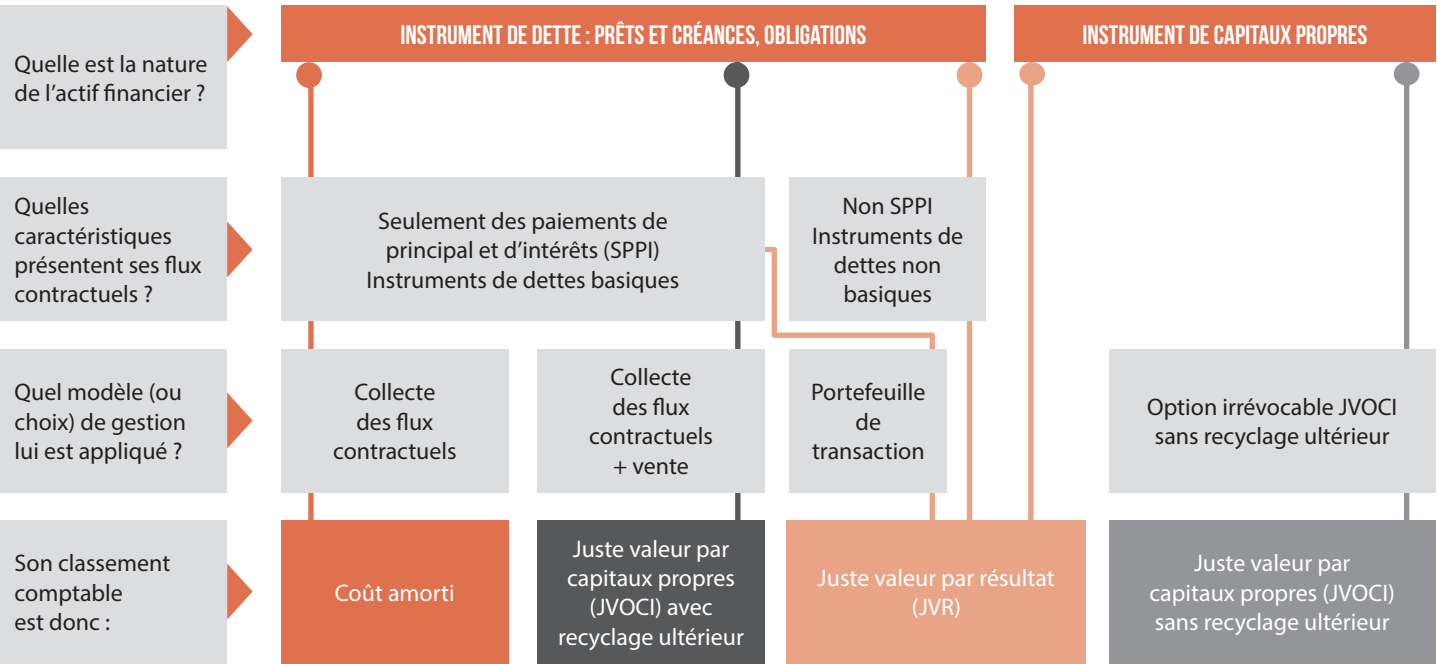 Quelle est la nature
de l'actif financier ?
INSTRUMENT DE DETTE : PRÊTS ET CRÉANCES, OBLIGATIONS
INSTRUMENT DE CAPITAUX PROPRES
Quelles
caractéristiques
présentent ses flux
contractuels ?
Seulement des paiements de
principal et d'intérêts (SPPI)
Instruments de dettes basiques
Non SPPI
Instruments de
dettes non
basiques
Quel modèle (ou
choix) de gestion
lui est appliqué ?
Collecte
des flux
contractuels
Collecte
des flux
contractuels
+ vente
Portefeuille
de
transaction
Option irrévocable JVOCI
sans recyclage ultérieur
Son classement
comptable
est donc :
Coût amorti
Juste valeur par
capitaux propres
(JVOCI) avec
recyclage ultérieur
Juste valeur par résultat
(JVR)
Juste valeur par
capitaux propres (JVOCI)
sans recyclage ultérieur